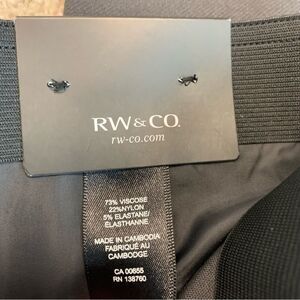 RW&CO.
rw-co.com
73% VISCOSE
22%NYLON
5% ELASTANE/
ÉLASTHANNE
MADE IN CAMBODIA
FABRIQUÉ AU
CAMBODGE
CA 00855
RN 138760